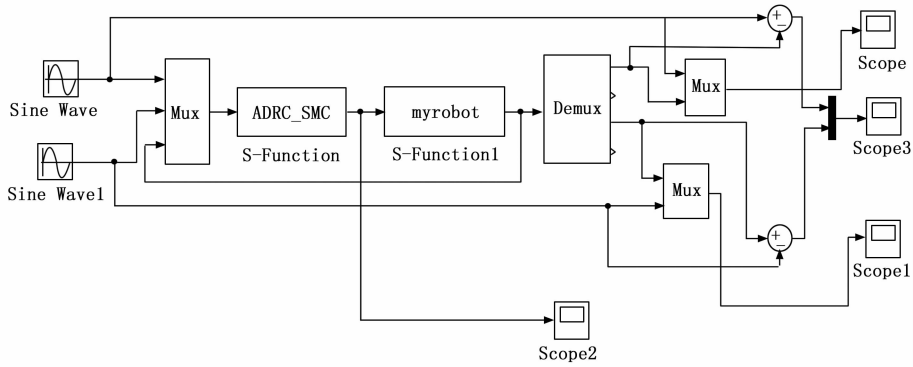 Sine Wave
Sine Wave1
Mux
ADRC_SMC
S-Function
myrobot
S-Function1
Demux
Mux
Mux
+
−
+
−
Scope
Scope3
Scope1
Scope2